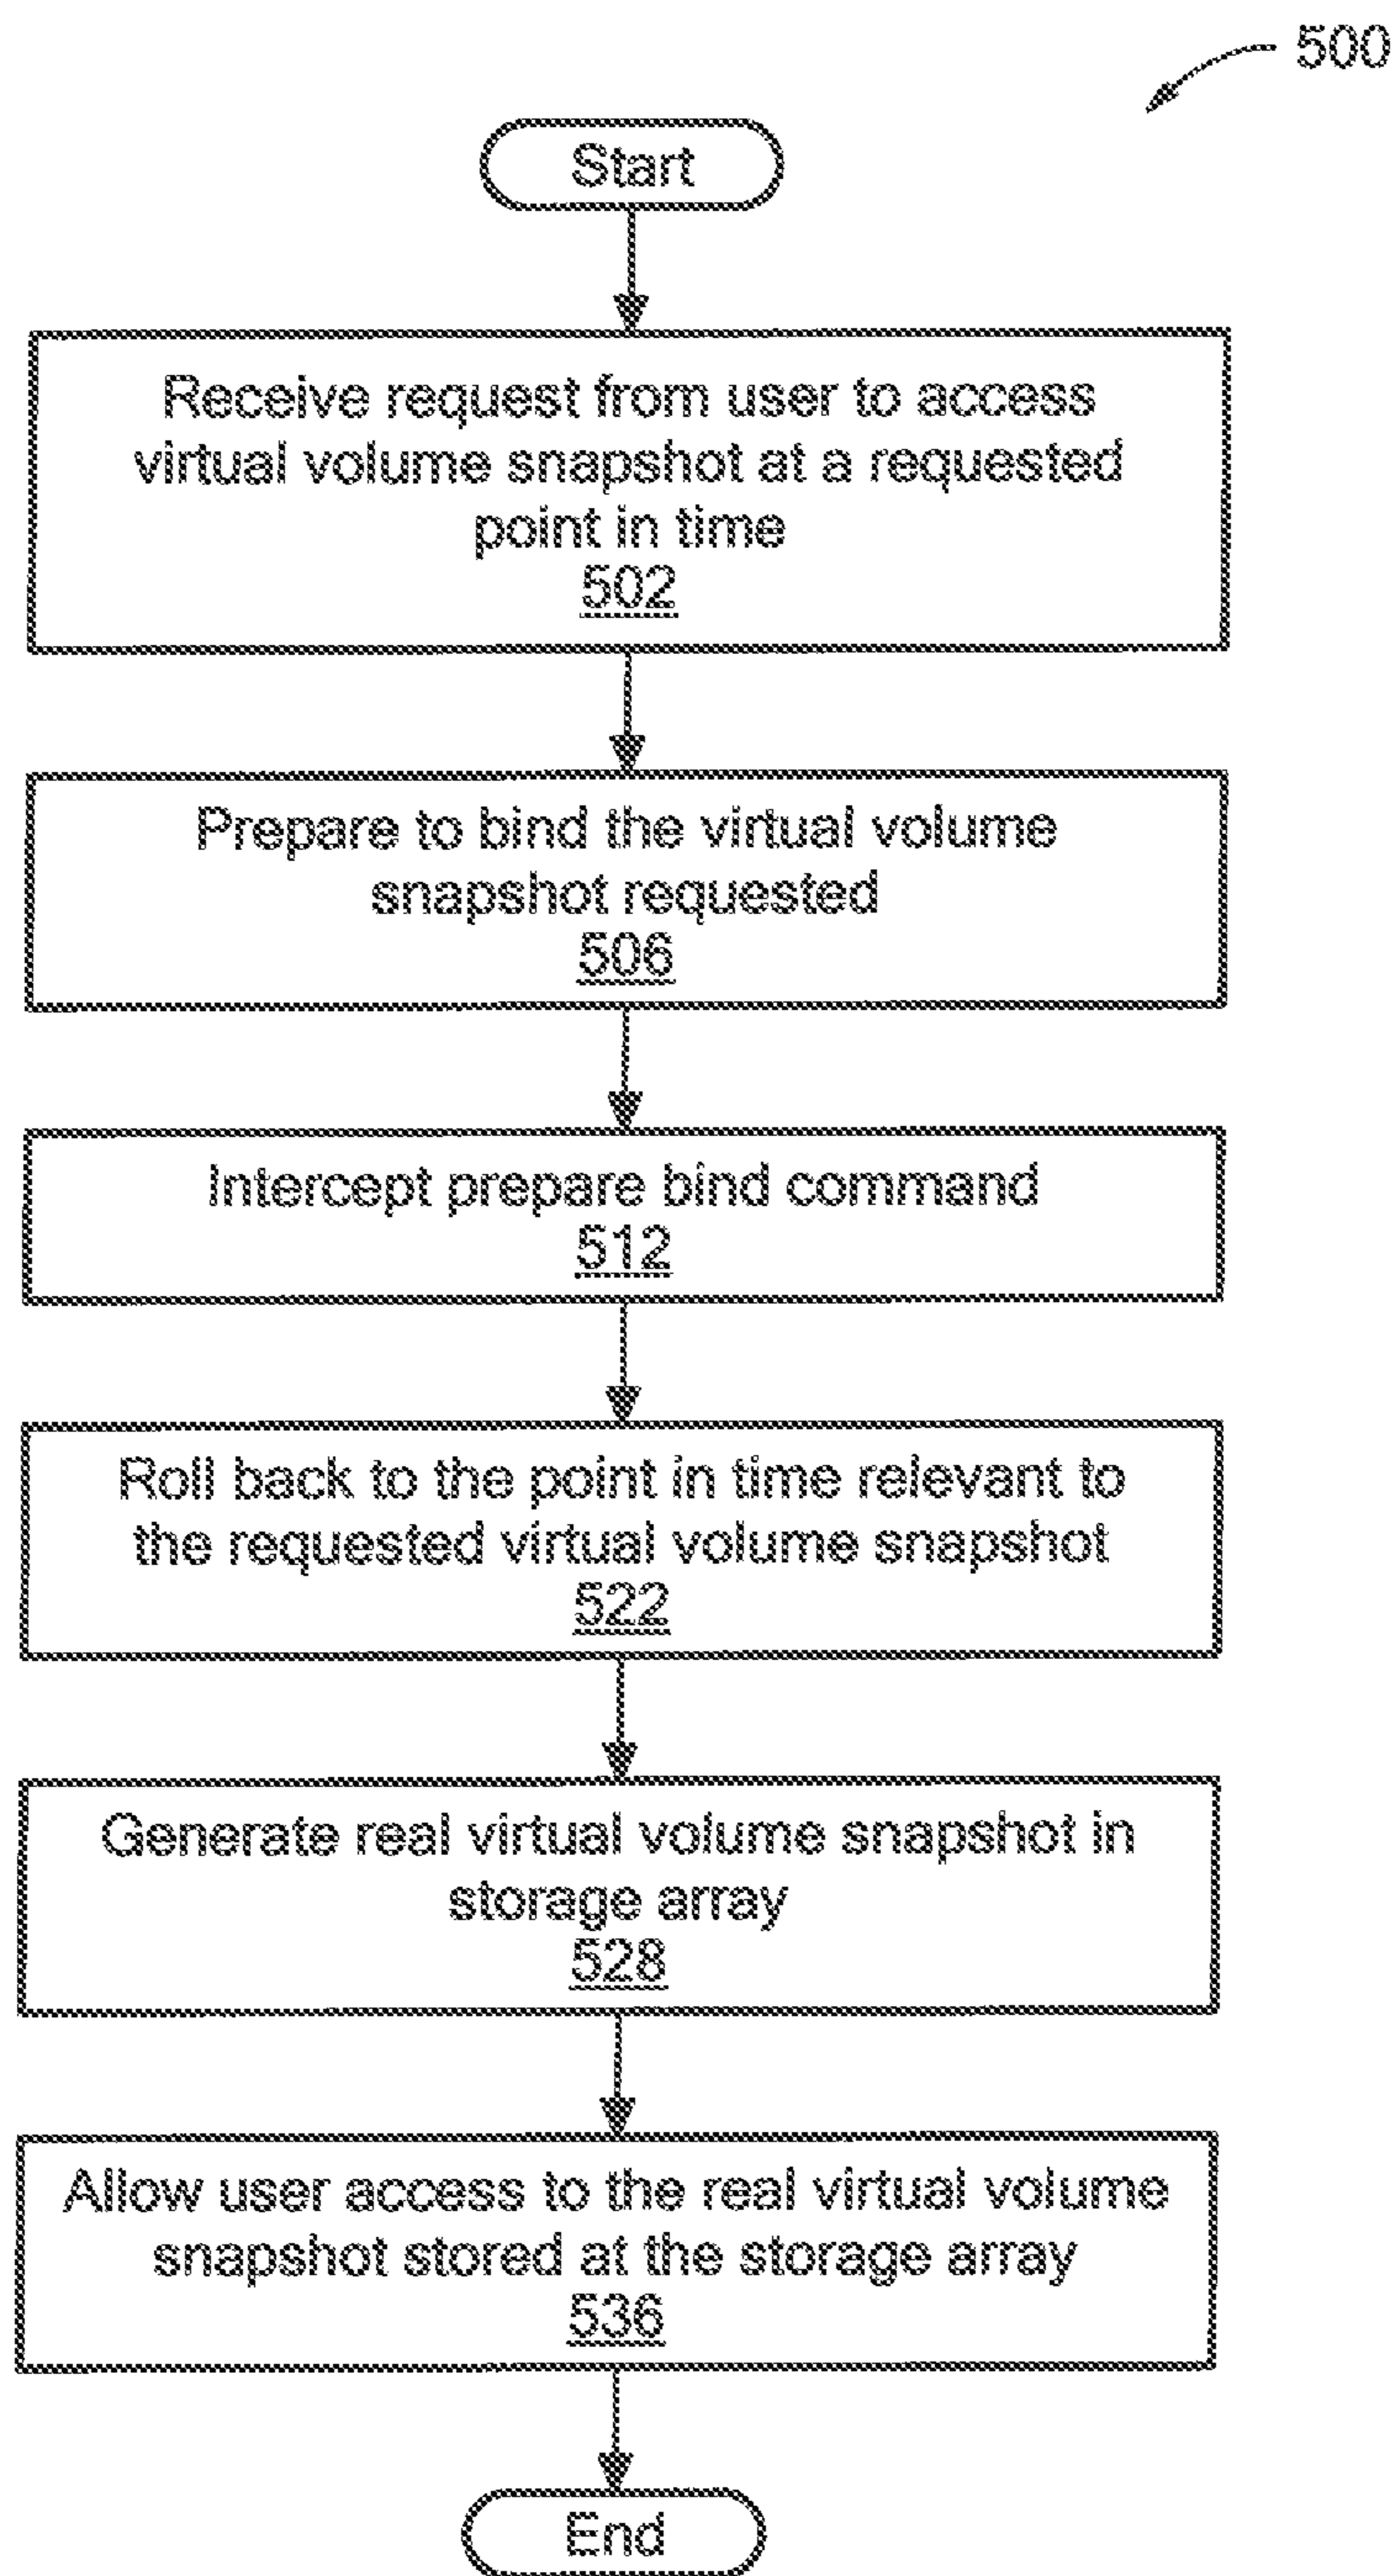 500
Start
Receive request from user to access
virtual volume snapshot at a requested
point in time
502
Prepare to bind the virtual volume
snapshot requested
506
Intercept prepare bind command
512
Roll back to the point in time relevant to
the requested virtual volume snapshot
522
Generate real virtual volume snapshot in
storage array
528
Allow user access to the real virtual volume
snapshot stored at the storage array
536
End